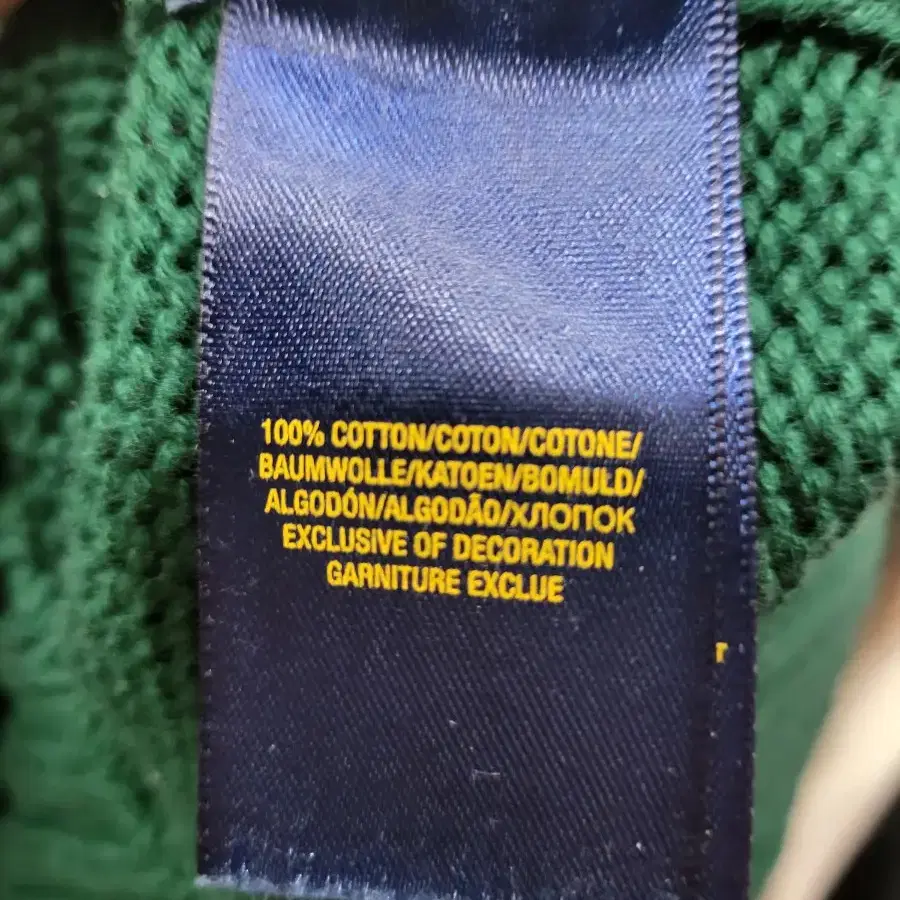 100% COTTON/COTON/COTONE/
BAUMWOLLE/KATOEN/BOMULD/
ALGODÓN/ALGODÃO/ХЛОПОК
EXCLUSIVE OF DECORATION
GARNITURE EXCLUE